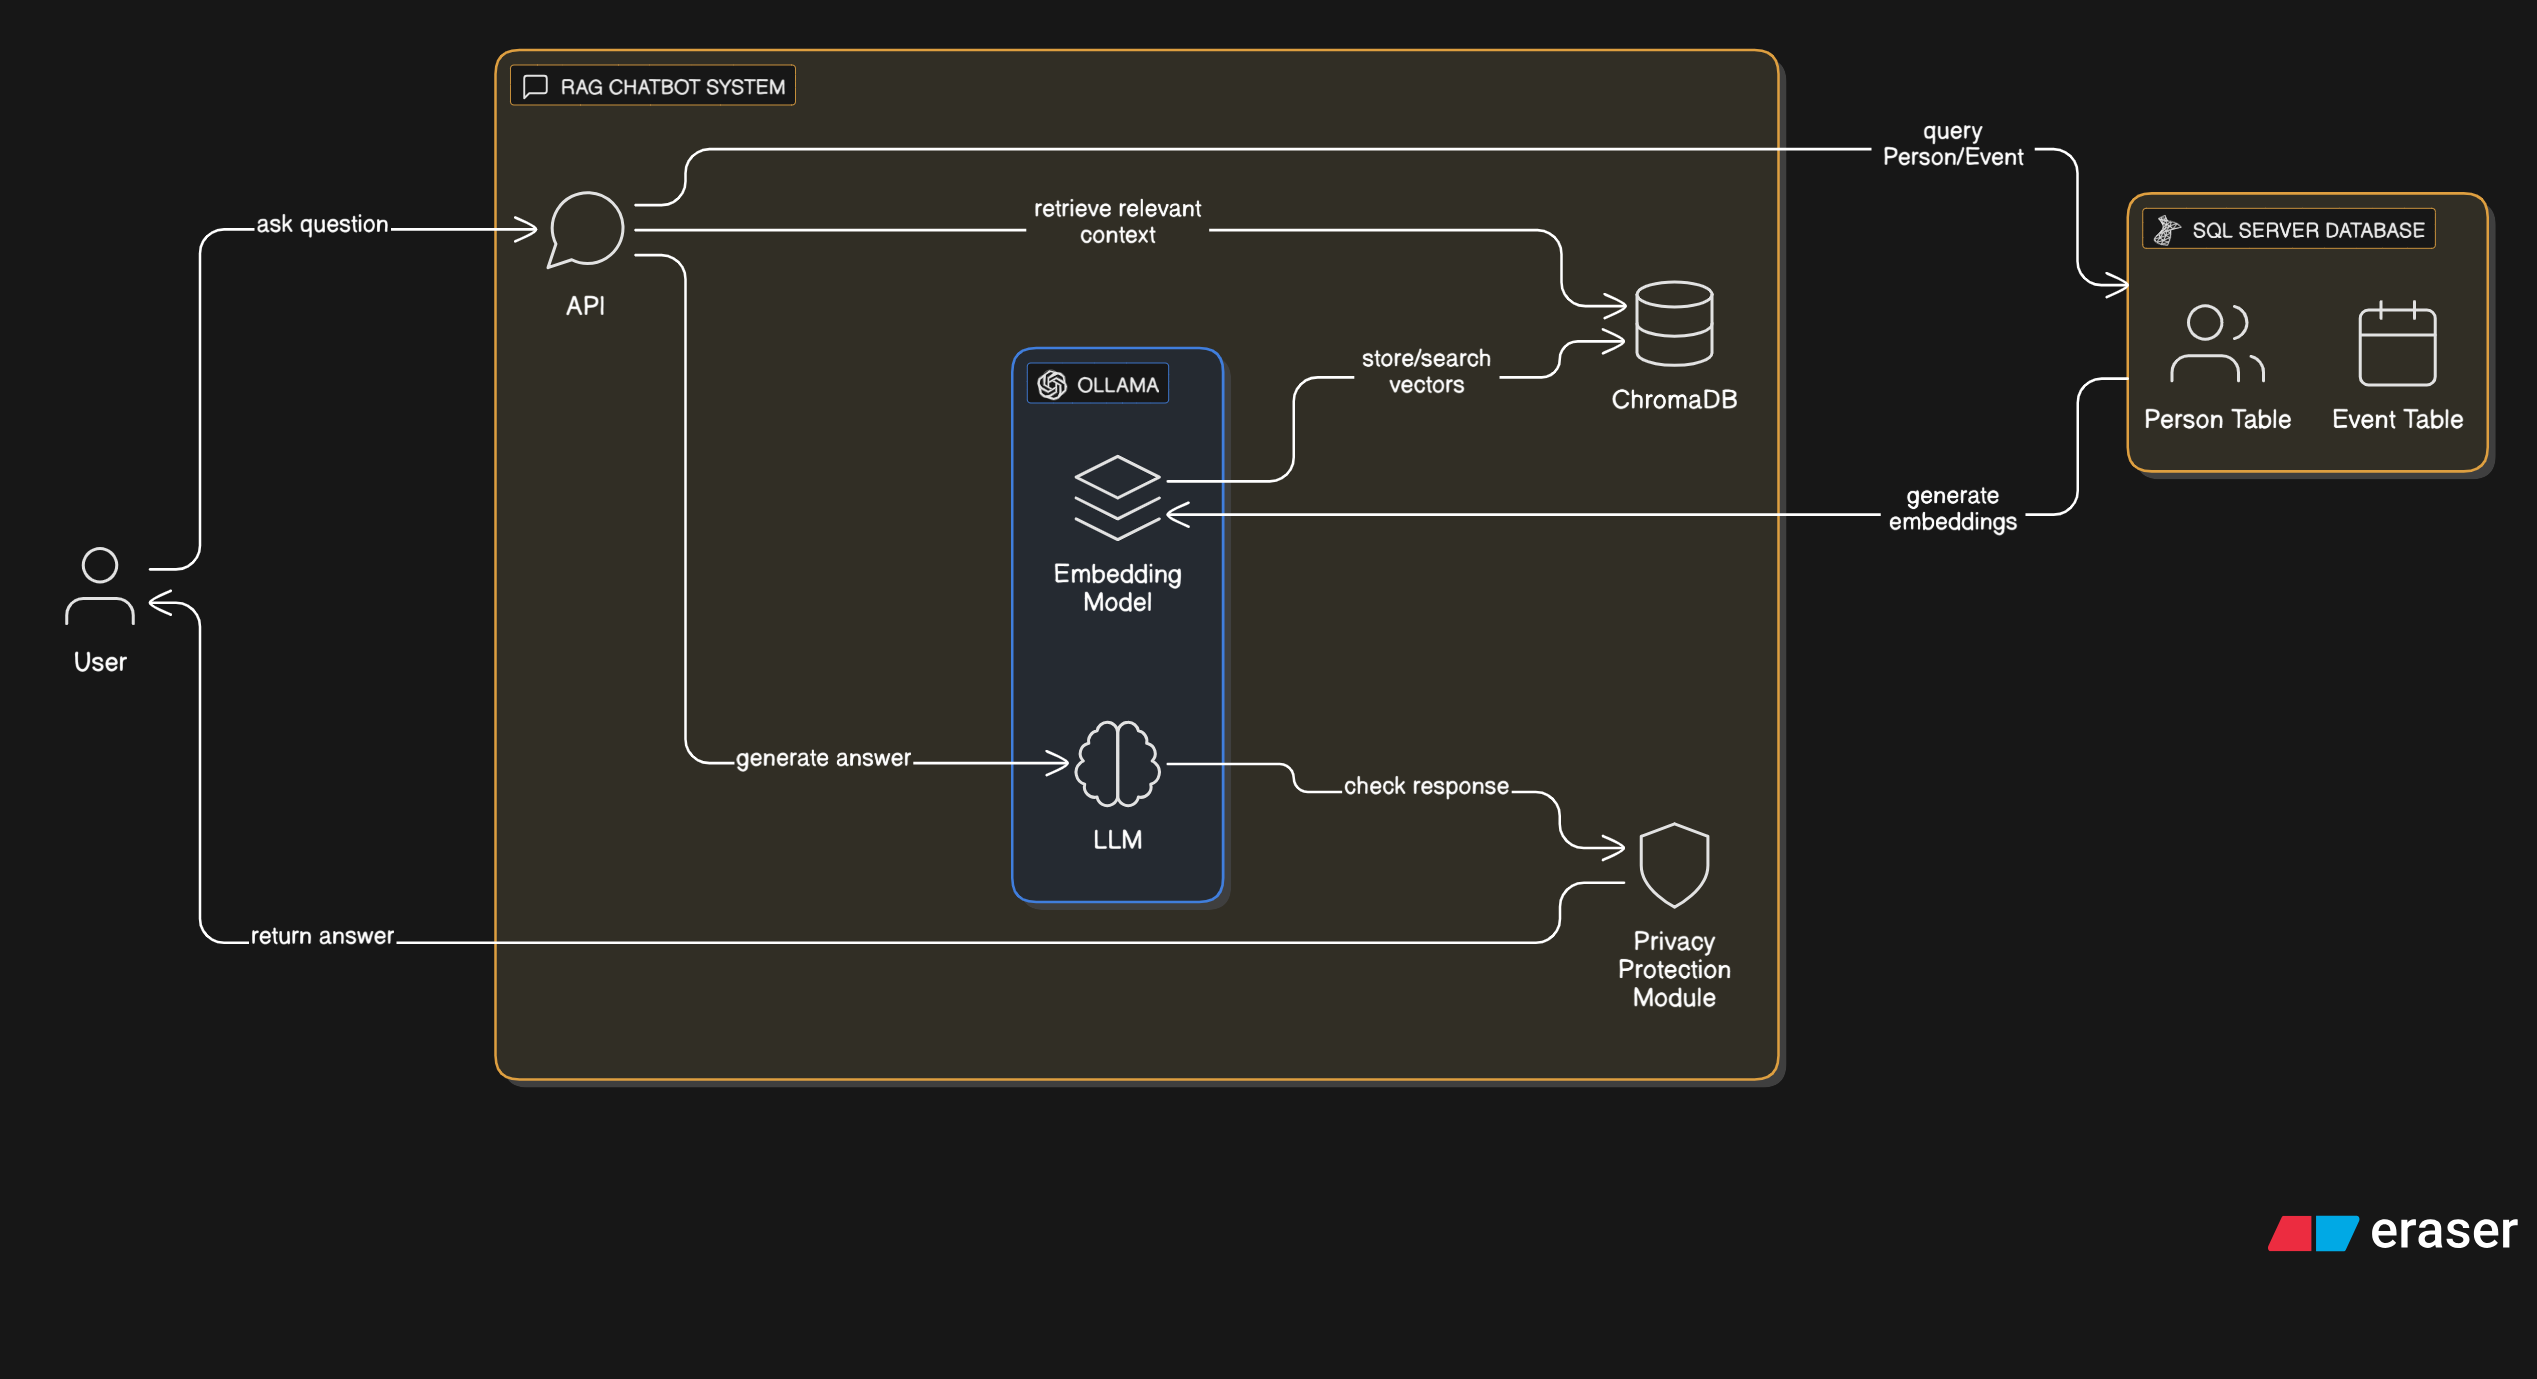 RAG CHATBOT SYSTEM
query
Person/Event
ask question
retrieve relevant
context
SQL SERVER DATABASE
API
store/search
vectors
OLLAMA
ChromaDB
Person Table
Event Table
generate
embeddings
Embedding
Model
User
generate answer
check response
LLM
return answer
Privacy
Protection
Module
eraser